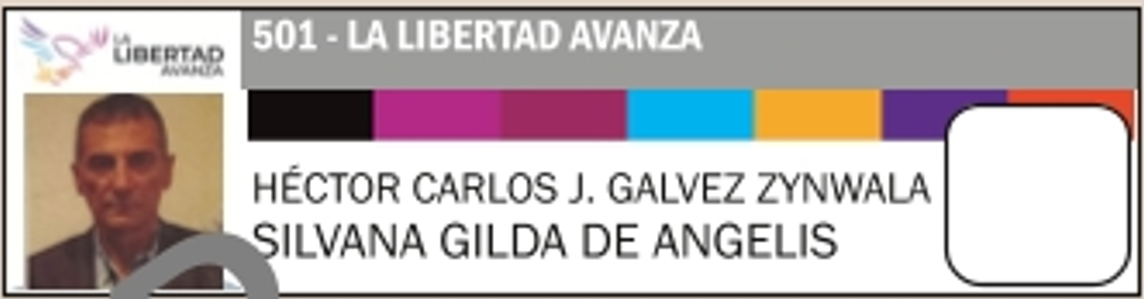 LA
LIBERTAD
AVANZA
501 - LA LIBERTAD AVANZA
HÉCTOR CARLOS J. GALVEZ ZYNWALA
SILVANA GILDA DE ANGELIS